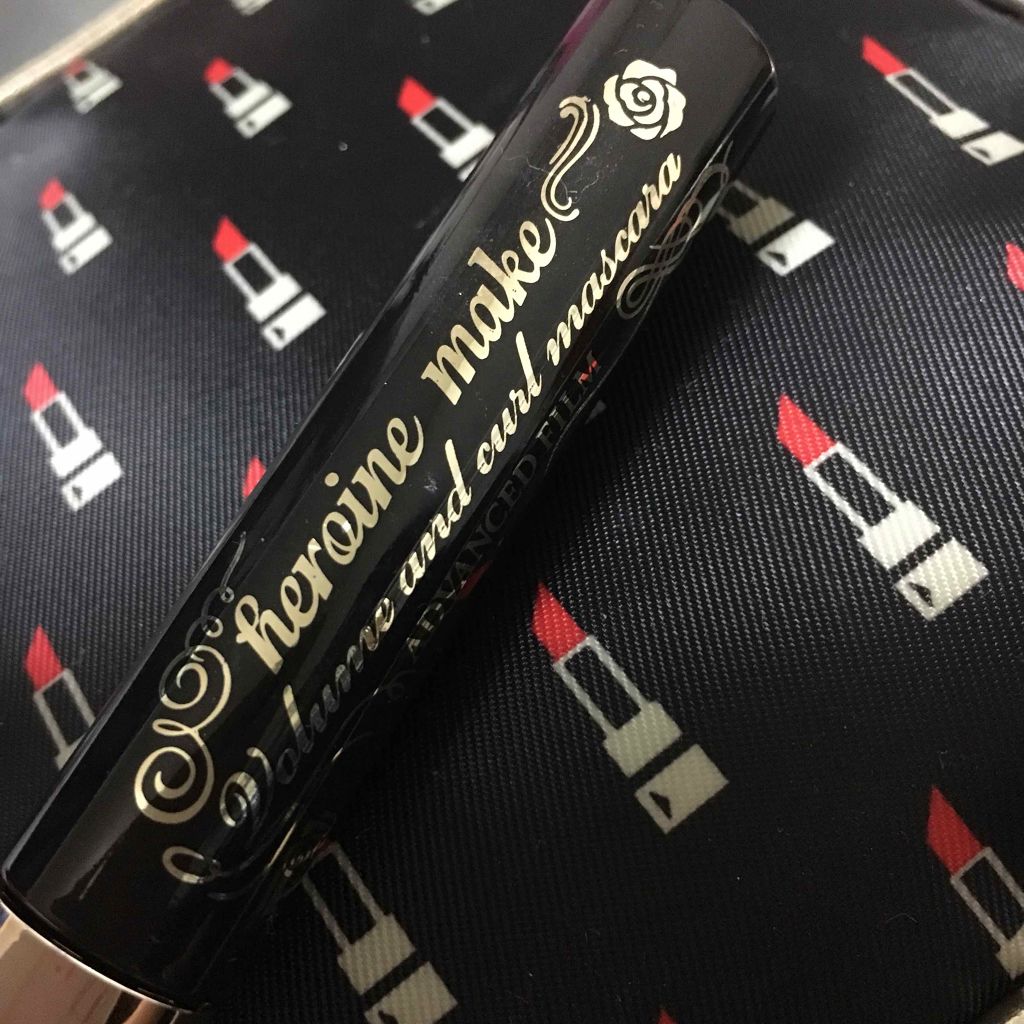 heroine make
Volume and curl mascara
ADVANCED FILM